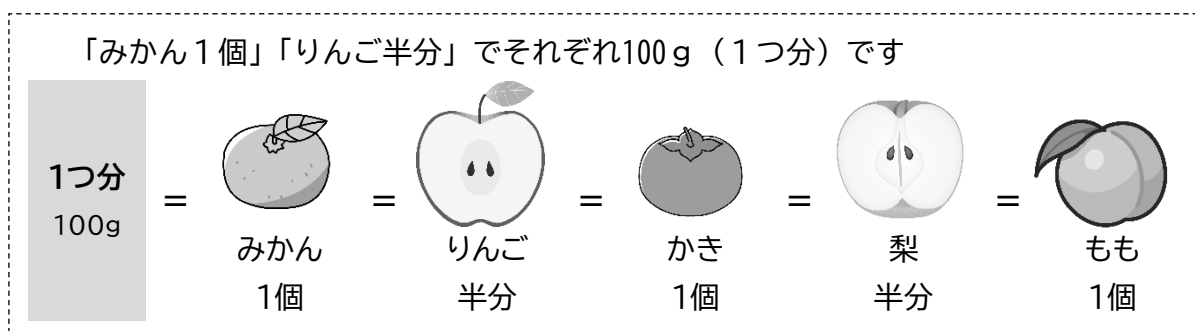 「みかん１個」「りんご半分」でそれぞれ100ｇ（１つ分）です
1つ分
100g
= みかん 1個
= りんご 半分
= かき 1個
= 梨 半分
= もも 1個